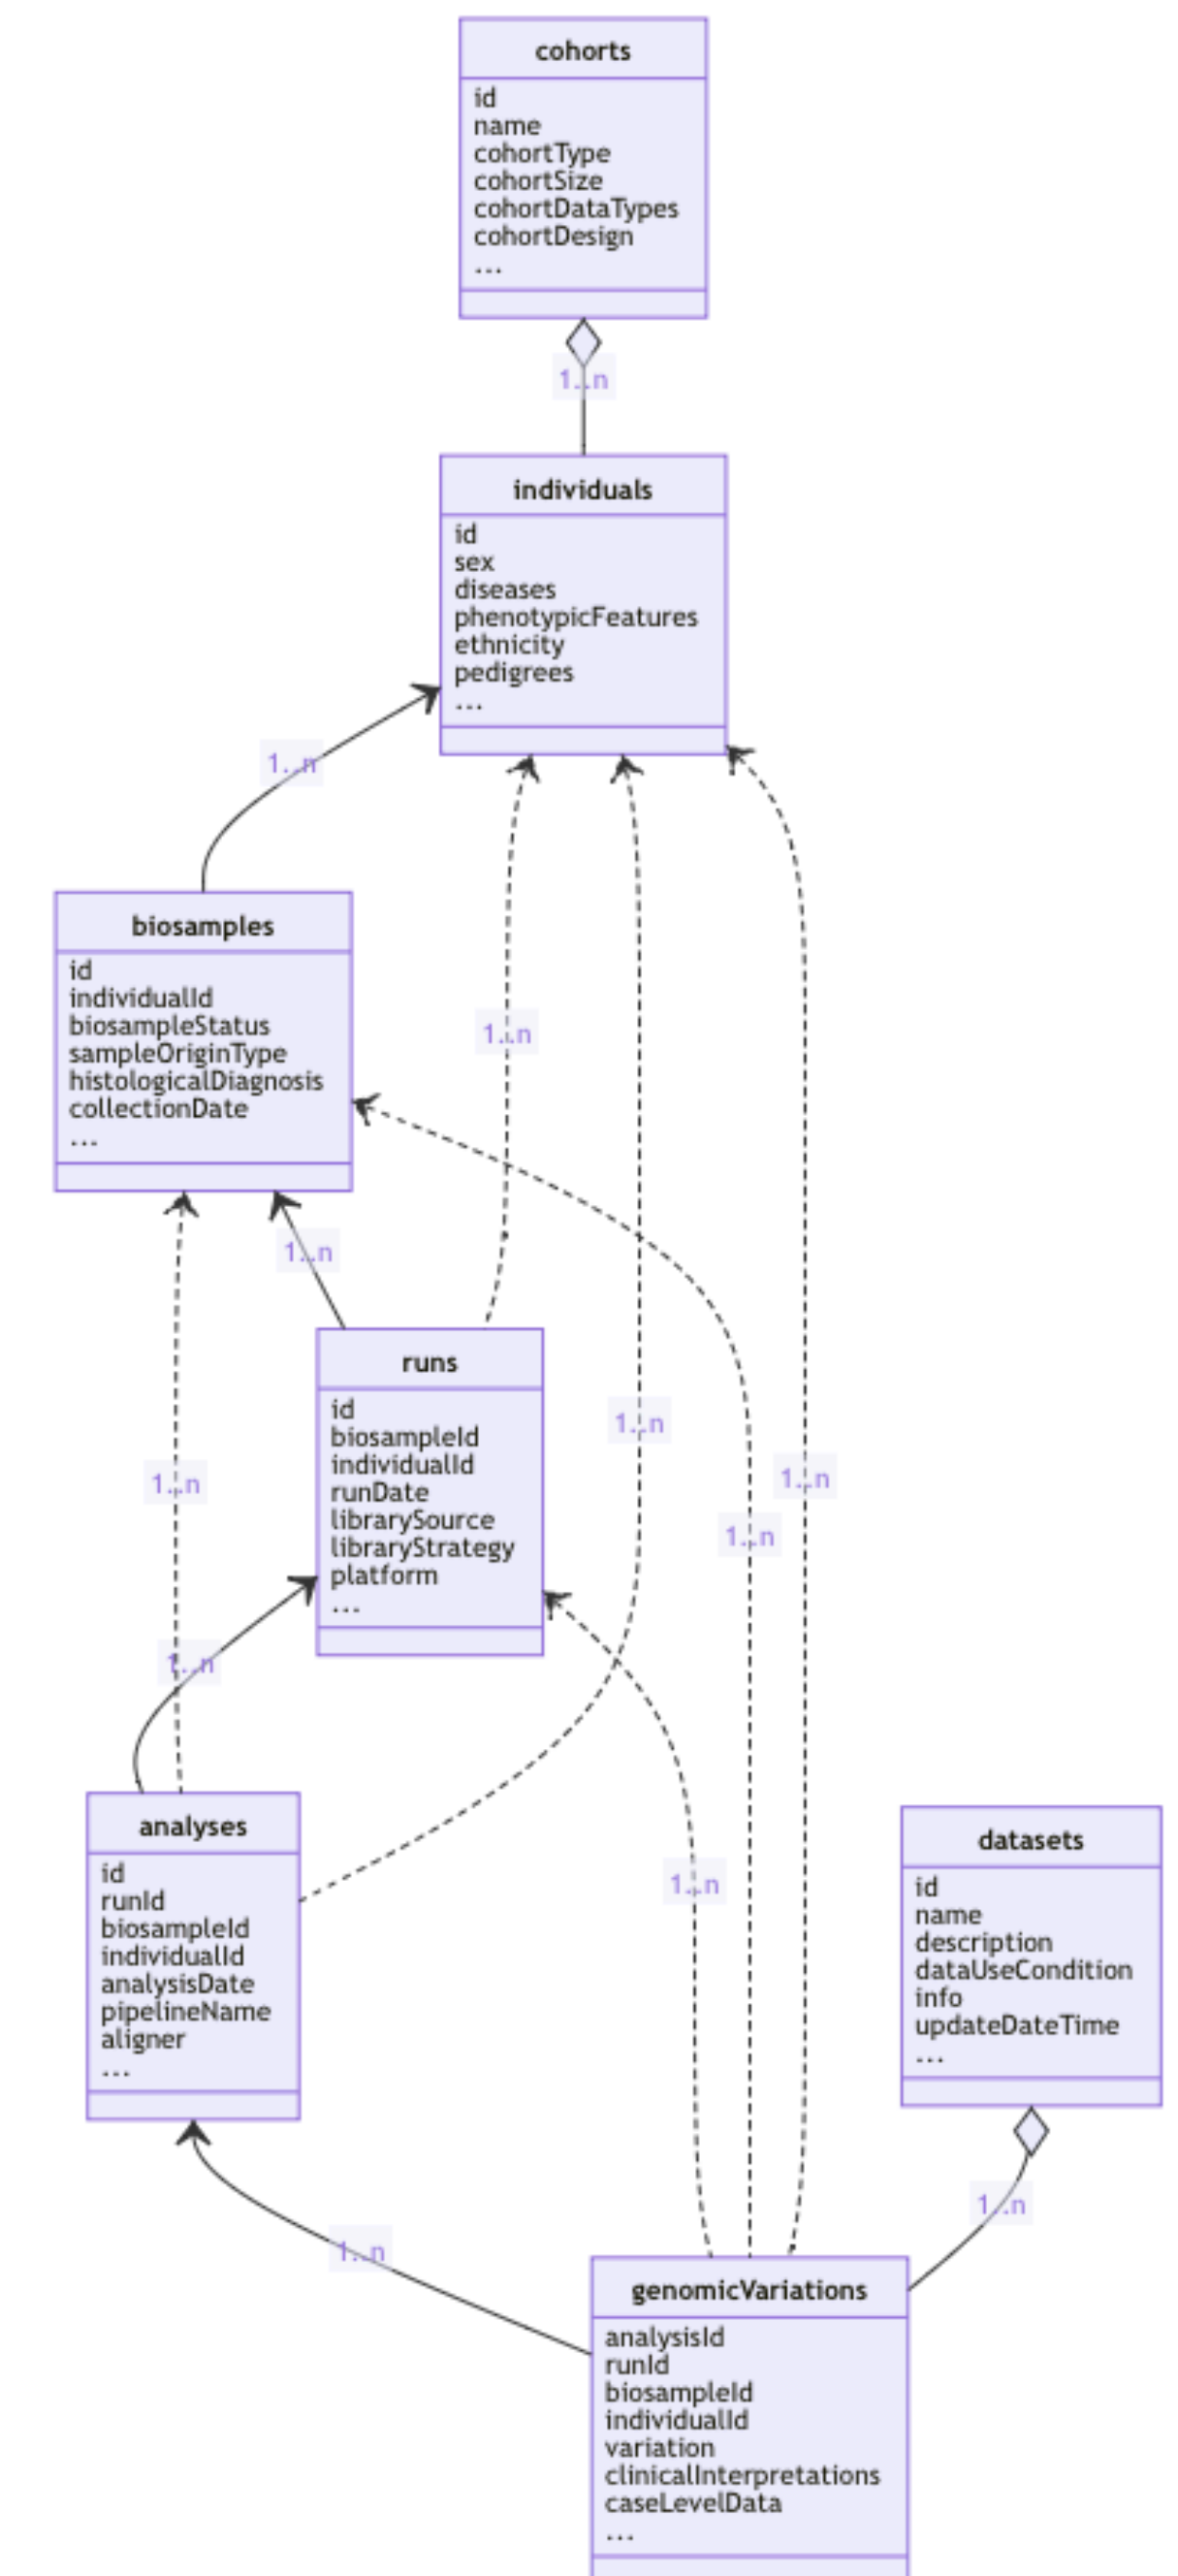 cohorts
id
name
cohortType
cohortSize
cohortDataTypes
cohortDesign
...
1..n
individuals
id
sex
diseases
phenotypicFeatures
ethnicity
pedigrees
...
1..n
biosamples
id
individualId
biosampleStatus
sampleOriginType
histologicalDiagnosis
collectionDate
...
1..n
1..n
runs
id
biosampleId
individualId
runDate
librarySource
libraryStrategy
platform
...
1..n
1..n
1..n
1..n
1..n
analyses
id
runId
biosampleId
individualId
analysisDate
pipelineName
aligner
...
1..n
datasets
id
name
description
dataUseCondition
info
updateDateTime
...
1..n
1..n
genomicVariations
analysisId
runId
biosampleId
individualId
variation
clinicalInterpretations
caseLevelData
...